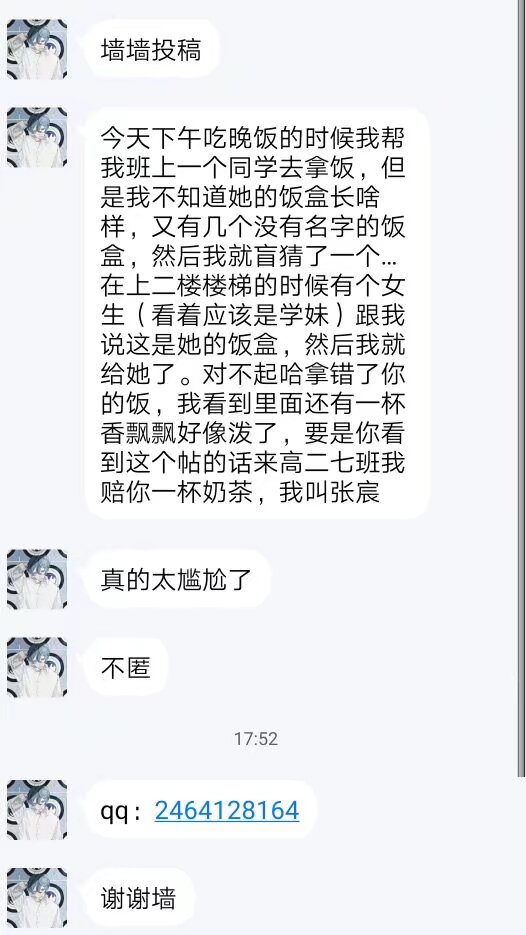 墙墙投稿
今天下午吃晚饭的时候我帮
我班上一个同学去拿饭，但
是我不知道她的饭盒长啥
样，又有几个没有名字的饭
盒，然后我就盲猜了一个...
在上二楼楼梯的时候有个女
生（看着应该是学妹）跟我
说这是她的饭盒，然后我就
给她了。对不起哈拿错了你
的饭，我看到里面还有一杯
香飘飘好像泼了，要是你看
到这个帖的话来高二七班我
赔你一杯奶茶，我叫张宸
真的太尴尬了
不匿
17:52
qq：2464128164
谢谢墙